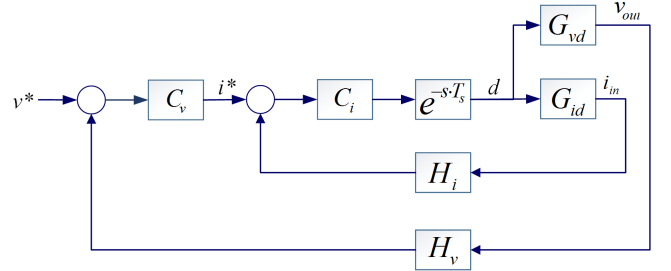 G_vd
v_out
v*
C_v
i*
C_i
e^-s·T_s
d
G_id
i_in
H_i
H_v